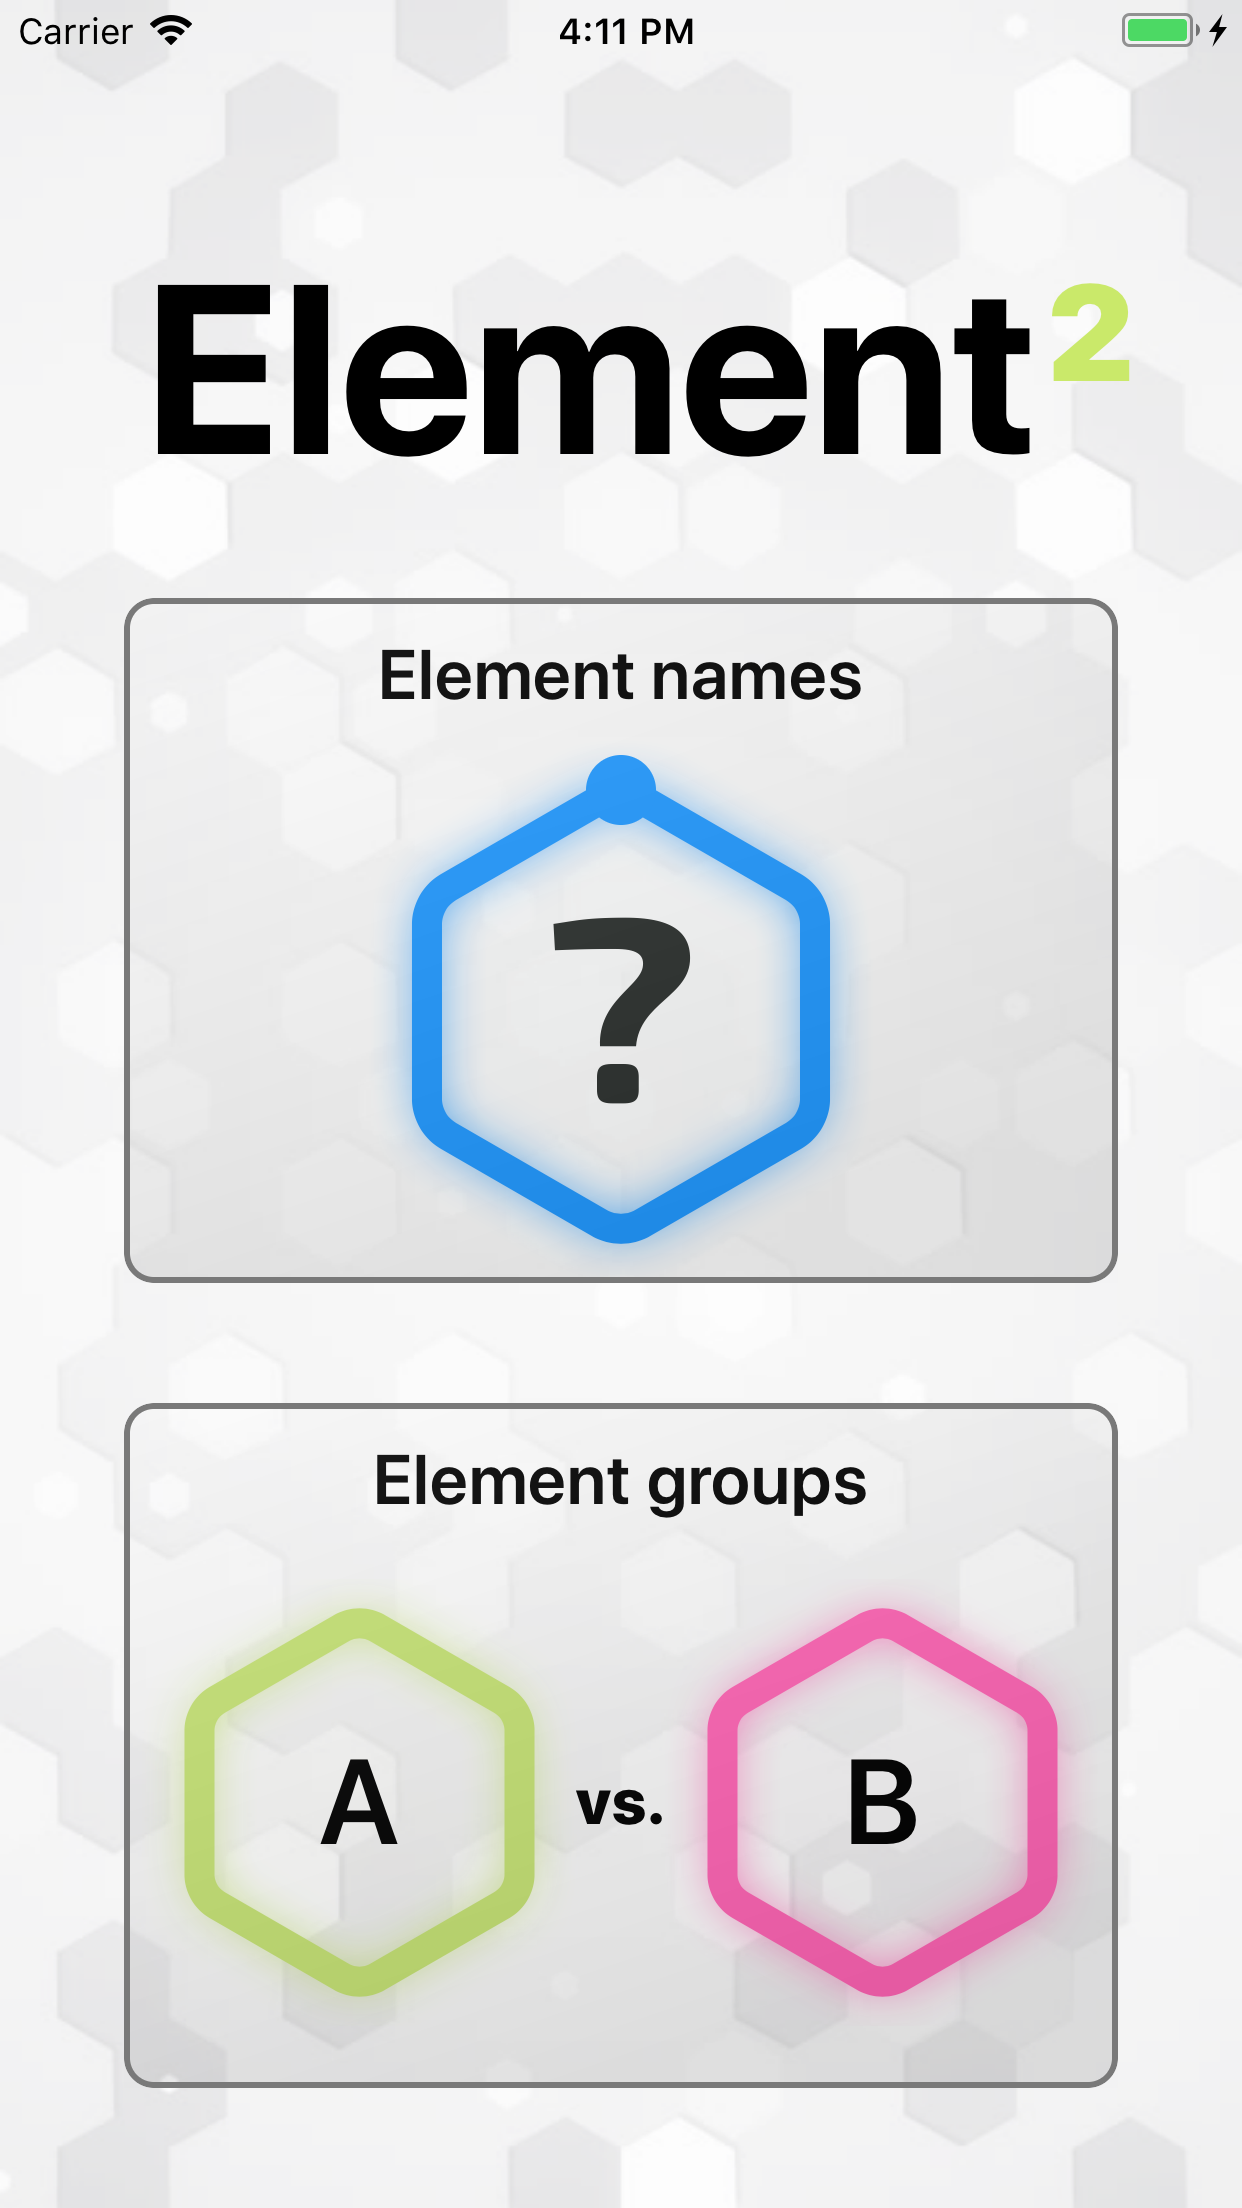 Carrier 4:11 PM
Element²
Element names
?
Element groups
A vs. B